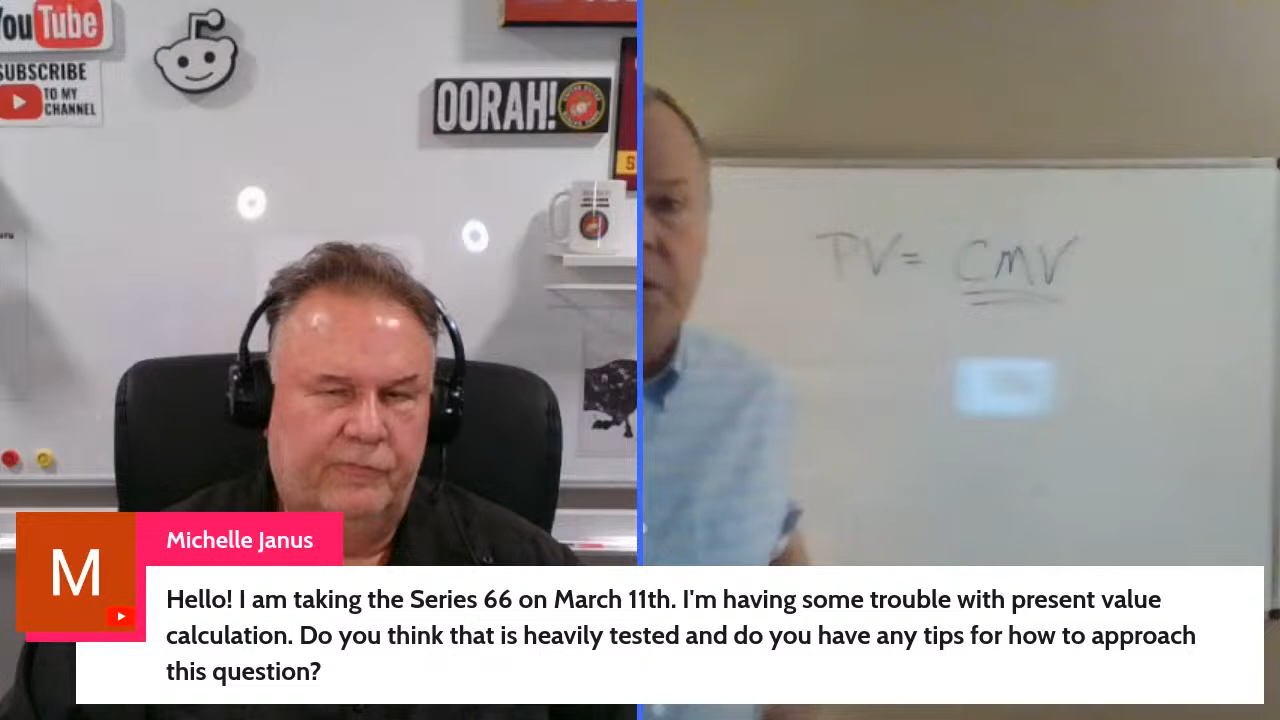 YouTube
SUBSCRIBE
TO MY
CHANNEL
OORAH!
S
PV = CMV
M
Michelle Janus
Hello! I am taking the Series 66 on March 11th. I'm having some trouble with present value
calculation. Do you think that is heavily tested and do you have any tips for how to approach
this question?